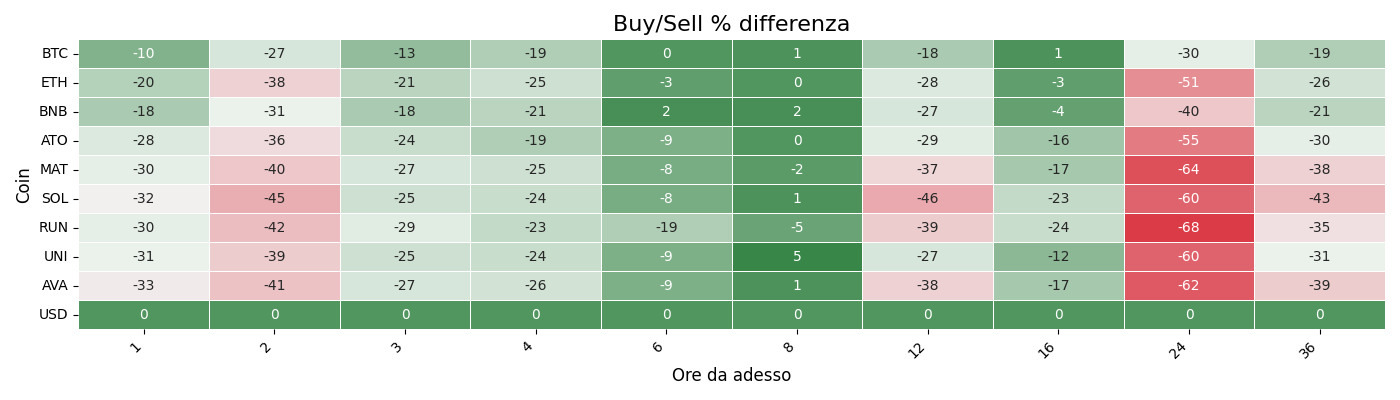 Buy/Sell % differenza
Coin
BTC -10 -27 -13 -19 0 1 -18 1 -30 -19
ETH -20 -38 -21 -25 -3 0 -28 -3 -51 -26
BNB -18 -31 -18 -21 2 2 -27 -4 -40 -21
ATO -28 -36 -24 -19 -9 0 -29 -16 -55 -30
MAT -30 -40 -27 -25 -8 -2 -37 -17 -64 -38
SOL -32 -45 -25 -24 -8 1 -46 -23 -60 -43
RUN -30 -42 -29 -23 -19 -5 -39 -24 -68 -35
UNI -31 -39 -25 -24 -9 5 -27 -12 -60 -31
AVA -33 -41 -27 -26 -9 1 -38 -17 -62 -39
USD 0 0 0 0 0 0 0 0 0 0
1 2 3 4 6 8 12 16 24 36
Ore da adesso